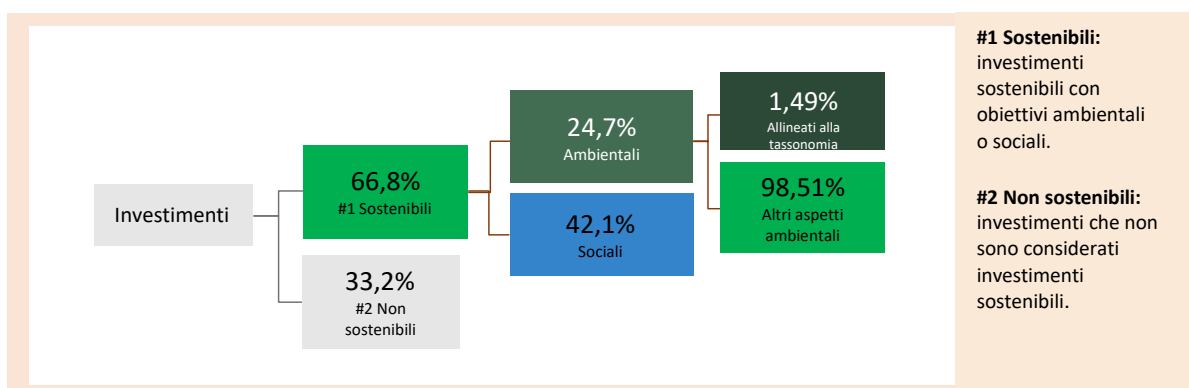 Investimenti
66,8%
#1 Sostenibili
33,2%
#2 Non
sostenibili
24,7%
Ambientali
42,1%
Sociali
1,49%
Allineati alla
tassonomia
98,51%
Altri aspetti
ambientali
#1 Sostenibili:
investimenti
sostenibili con
obiettivi ambientali
o sociali.
#2 Non sostenibili:
investimenti che non
sono considerati
investimenti
sostenibili.